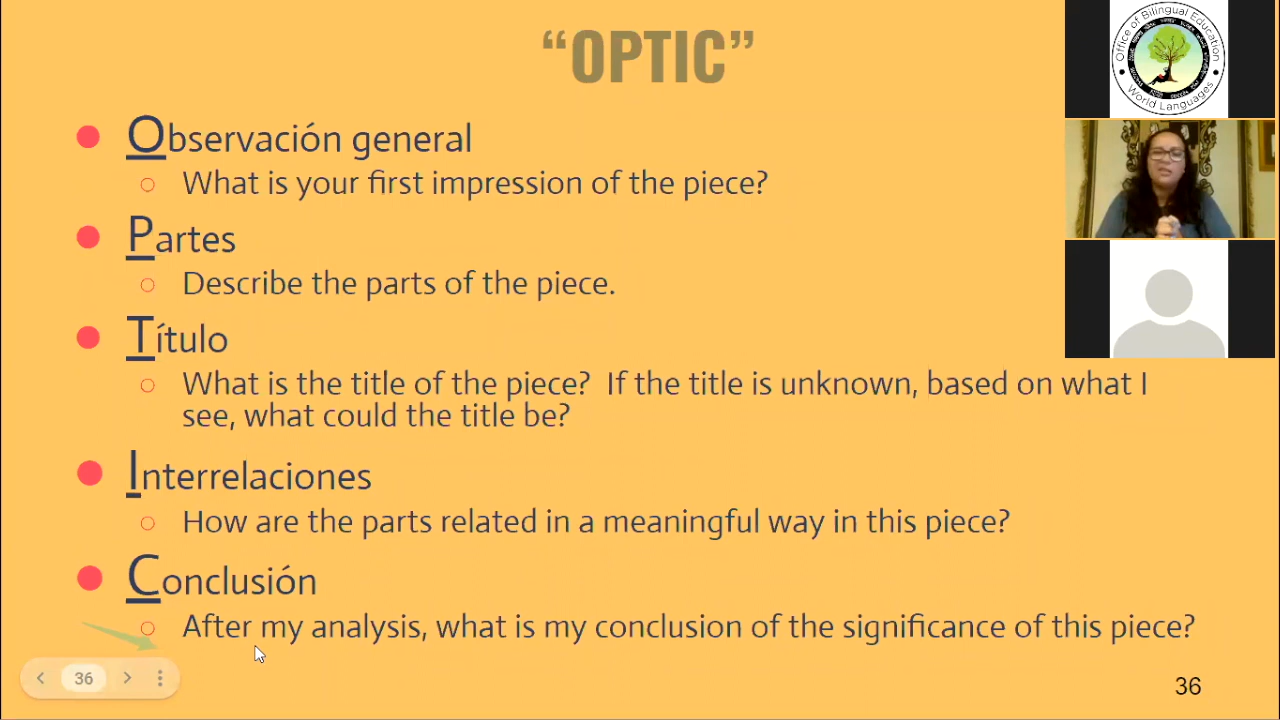 “OPTIC”
Observación general
What is your first impression of the piece?
Partes
Describe the parts of the piece.
Título
What is the title of the piece?  If the title is unknown, based on what I
see, what could the title be?
Interrelaciones
How are the parts related in a meaningful way in this piece?
Conclusión
After my analysis, what is my conclusion of the significance of this piece?
36
36
Office of Bilingual Education
World Languages